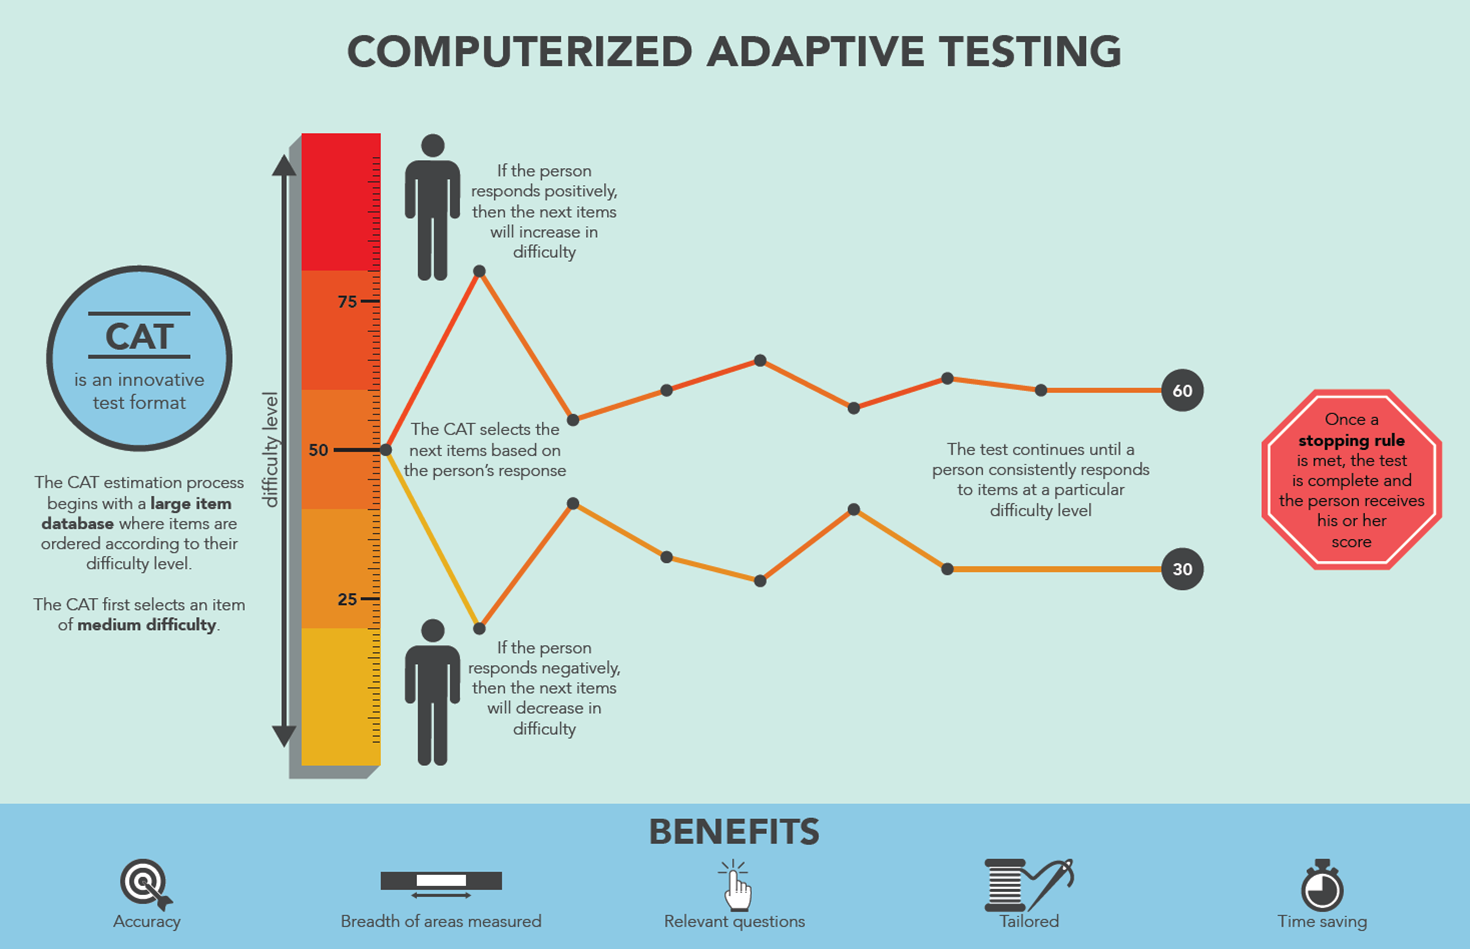 COMPUTERIZED ADAPTIVE TESTING
CAT
is an innovative
test format
The CAT estimation process
begins with a large item
database where items are
ordered according to their
difficulty level.
The CAT first selects an item
of medium difficulty.
difficulty level
75
50
25
If the person
responds positively,
then the next items
will increase in
difficulty
The CAT selects the
next items based on
the person's response
If the person
responds negatively,
then the next items
will decrease in
difficulty
The test continues until a
person consistently responds
to items at a particular
difficulty level
60
30
Once a
stopping rule
is met, the test
is complete and
the person receives
his or her
score
BENEFITS
Accuracy
Breadth of areas measured
Relevant questions
Tailored
Time saving